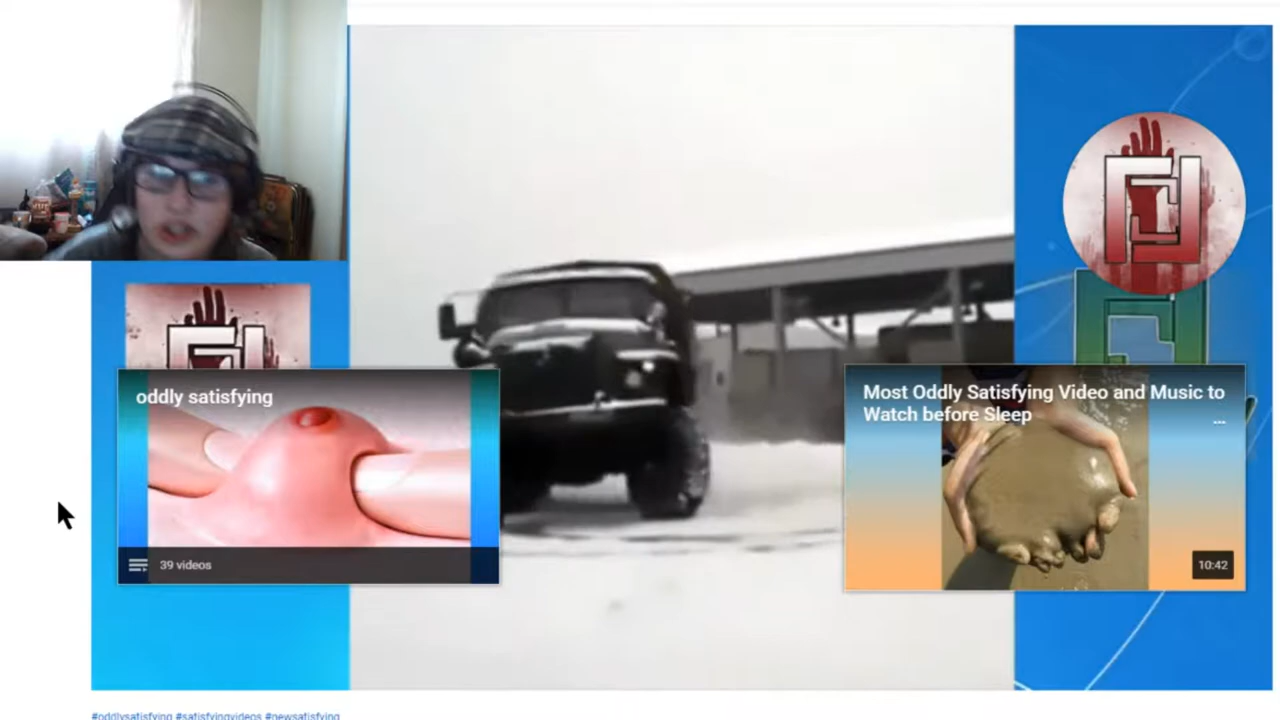 oddly satisfying
39 videos
Most Oddly Satisfying Video and Music to
Watch before Sleep
...
10:42
#oddlysatisfying #satisfyingvideos #newsatisfying